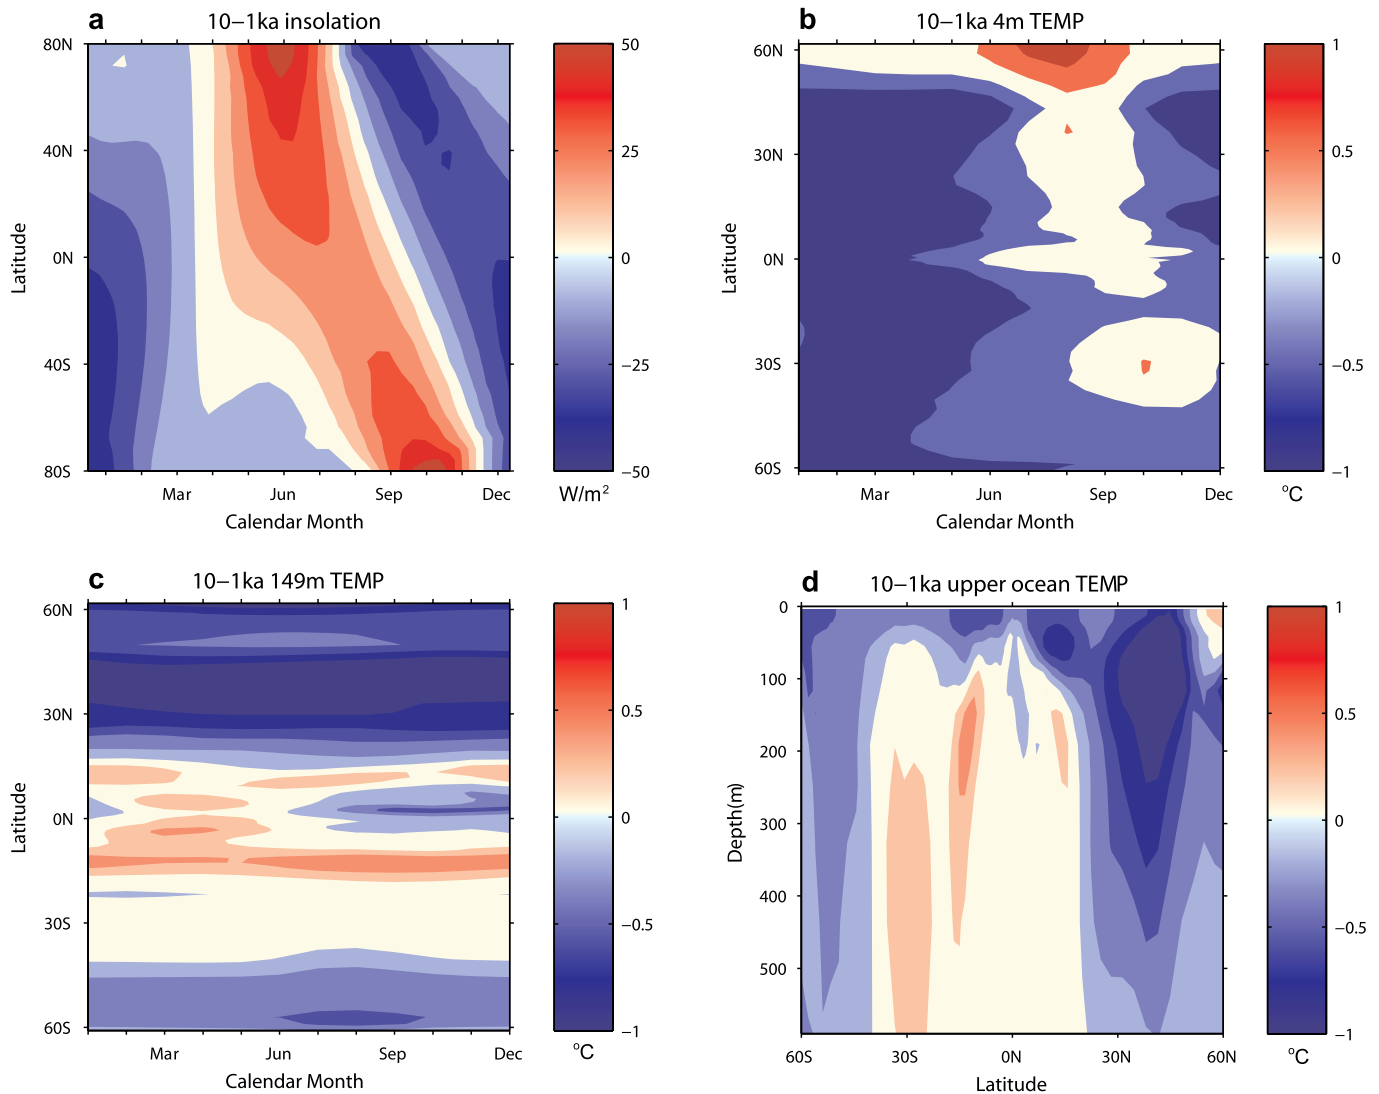 a
10−1ka insolation
80N
40N
0N
40S
80S
Latitude
Mar
Jun
Sep
Dec
Calendar Month
50
25
0
−25
−50
W/m²
b
10−1ka 4m TEMP
60N
30N
0N
30S
60S
Latitude
Mar
Jun
Sep
Dec
Calendar Month
1
0.5
0
−0.5
−1
°C
c
10−1ka 149m TEMP
60N
30N
0N
30S
60S
Latitude
Mar
Jun
Sep
Dec
Calendar Month
1
0.5
0
−0.5
−1
°C
d
10−1ka upper ocean TEMP
0
100
200
300
400
500
Depth(m)
60S
30S
0N
30N
60N
Latitude
1
0.5
0
−0.5
−1
°C